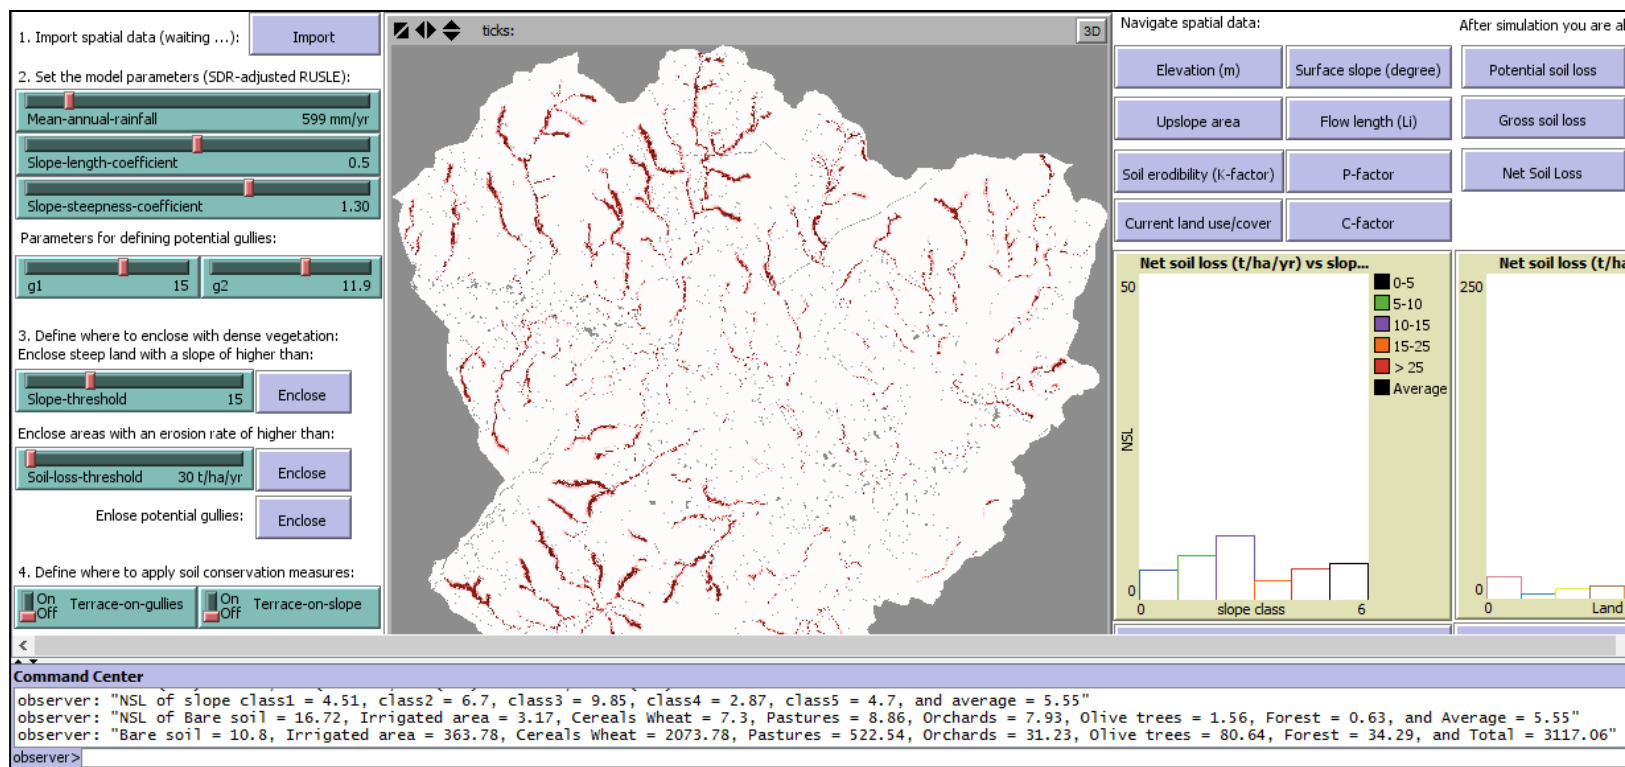 1. Import spatial data (waiting ...):
Import
2. Set the model parameters (SDR-adjusted RUSLE):
Mean-annual-rainfall 599 mm/yr
Slope-length-coefficient 0.5
Slope-steepness-coefficient 1.30
Parameters for defining potential gullies:
g1 15
g2 11.9
3. Define where to enclose with dense vegetation:
Enclose steep land with a slope of higher than:
Slope-threshold 15
Enclose
Enclose areas with an erosion rate of higher than:
Soil-loss-threshold 30 t/ha/yr
Enclose
Enlose potential gullies:
Enclose
4. Define where to apply soil conservation measures:
On
Off
Terrace-on-gullies
On
Off
Terrace-on-slope
ticks:
3D
Navigate spatial data:
Elevation (m)
Surface slope (degree)
Upslope area
Flow length (Li)
Soil erodibility (K-factor)
P-factor
Current land use/cover
C-factor
After simulation you are al
Potential soil loss
Gross soil loss
Net Soil Loss
Net soil loss (t/ha/yr) vs slop...
50
NSL
0
0 slope class 6
0-5
5-10
10-15
15-25
> 25
Average
Net soil loss (t/ha
250
0
0 Land
Command Center
observer: "NSL of slope class1 = 4.51, class2 = 6.7, class3 = 9.85, class4 = 2.87, class5 = 4.7, and average = 5.55"
observer: "NSL of Bare soil = 16.72, Irrigated area = 3.17, Cereals Wheat = 7.3, Pastures = 8.86, Orchards = 7.93, Olive trees = 1.56, Forest = 0.63, and Average = 5.55"
observer: "Bare soil = 10.8, Irrigated area = 363.78, Cereals Wheat = 2073.78, Pastures = 522.54, Orchards = 31.23, Olive trees = 80.64, Forest = 34.29, and Total = 3117.06"
observer>